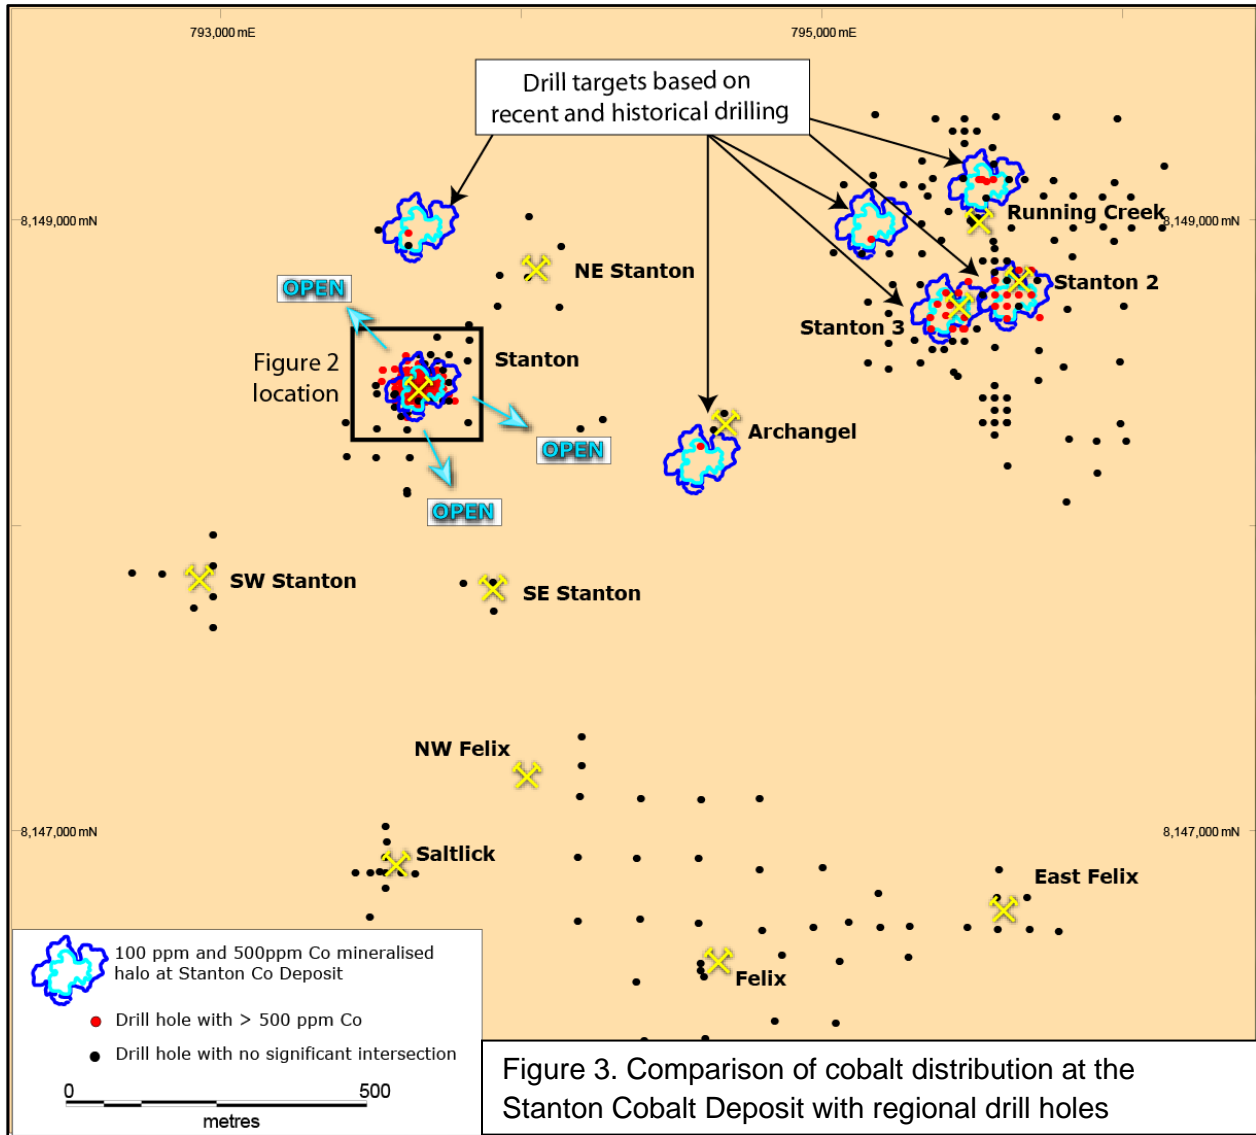 793,000 mE
795,000 mE
Drill targets based on
recent and historical drilling
8,149,000 mN
8,149,000 mN
Running Creek
NE Stanton
OPEN
Stanton 2
Stanton 3
Figure 2
location
Stanton
Archangel
OPEN
OPEN
SW Stanton
SE Stanton
NW Felix
8,147,000 mN
8,147,000 mN
Saltlick
East Felix
Felix
100 ppm and 500ppm Co mineralised
halo at Stanton Co Deposit
Drill hole with > 500 ppm Co
Drill hole with no significant intersection
0 500
metres
Figure 3. Comparison of cobalt distribution at the
Stanton Cobalt Deposit with regional drill holes